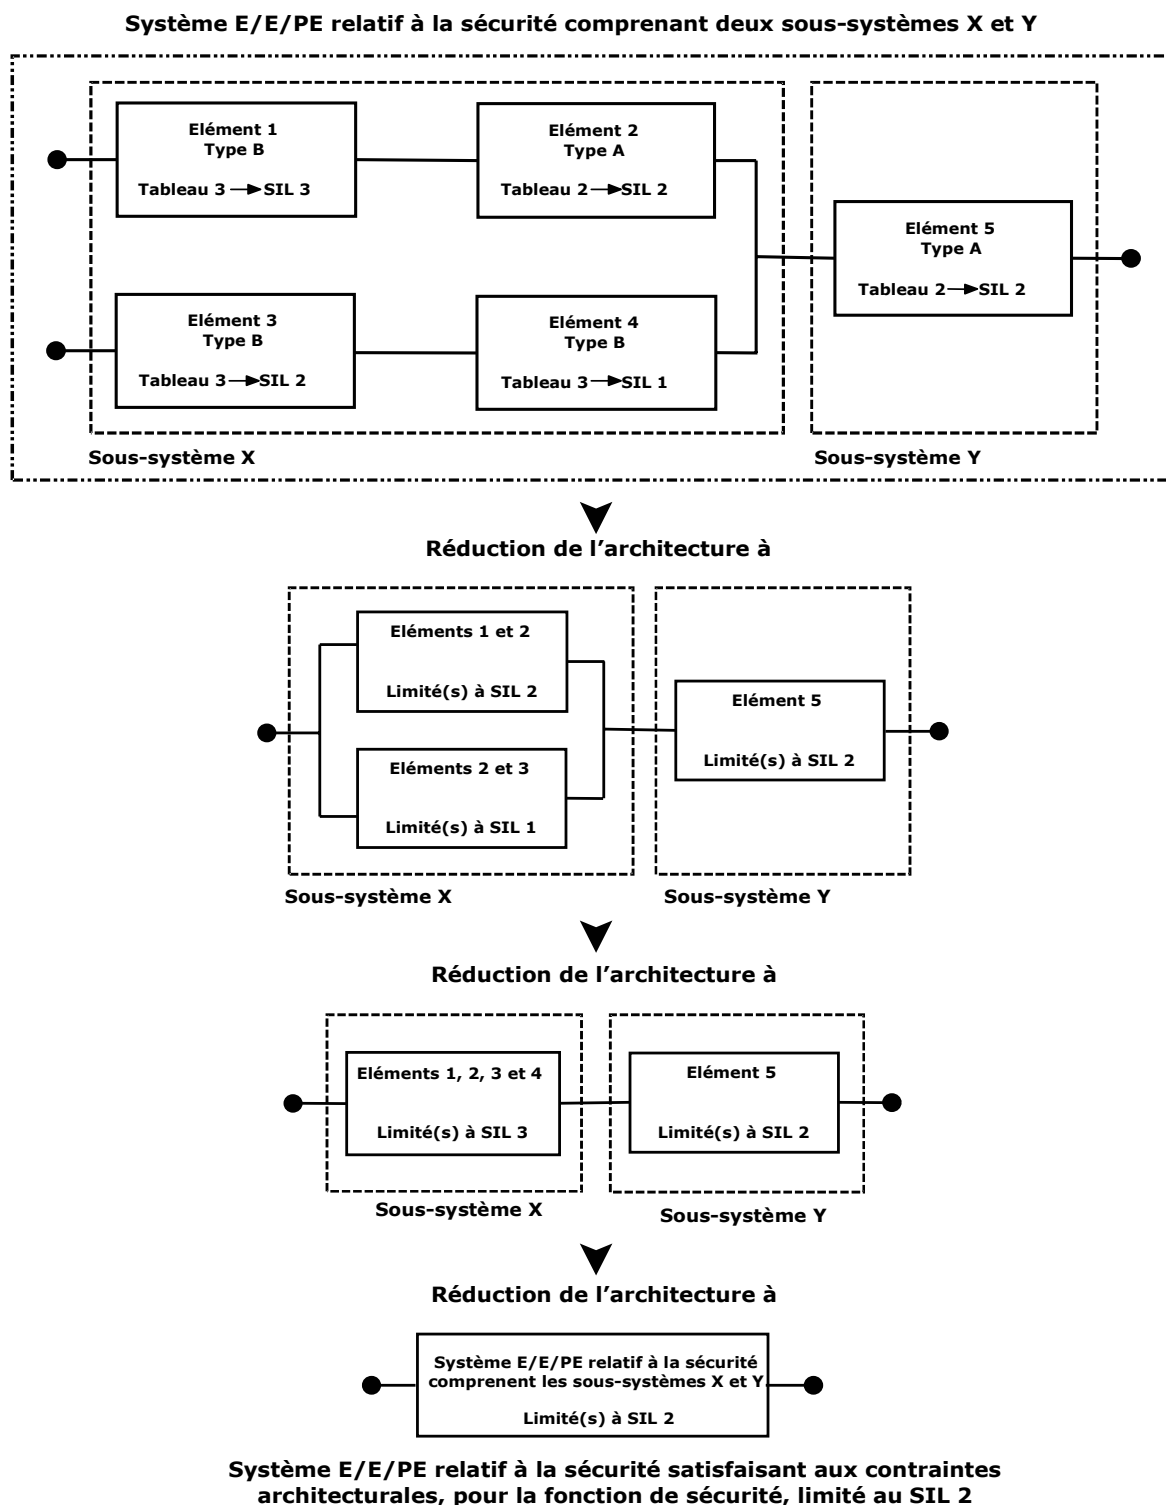 Système E/E/PE relatif à la sécurité comprenant deux sous-systèmes X et Y
Elément 1
Type B
Tableau 3 → SIL 3
Elément 2
Type A
Tableau 2 → SIL 2
Elément 3
Type B
Tableau 3 → SIL 2
Elément 4
Type B
Tableau 3 → SIL 1
Elément 5
Type A
Tableau 2 → SIL 2
Sous-système X
Sous-système Y
Réduction de l’architecture à
Eléments 1 et 2
Limité(s) à SIL 2
Eléments 2 et 3
Limité(s) à SIL 1
Elément 5
Limité(s) à SIL 2
Sous-système X
Sous-système Y
Réduction de l’architecture à
Eléments 1, 2, 3 et 4
Limité(s) à SIL 3
Elément 5
Limité(s) à SIL 2
Sous-système X
Sous-système Y
Réduction de l’architecture à
Système E/E/PE relatif à la sécurité
comprenent les sous-systèmes X et Y
Limité(s) à SIL 2
Système E/E/PE relatif à la sécurité satisfaisant aux contraintes
architecturales, pour la fonction de sécurité, limité au SIL 2